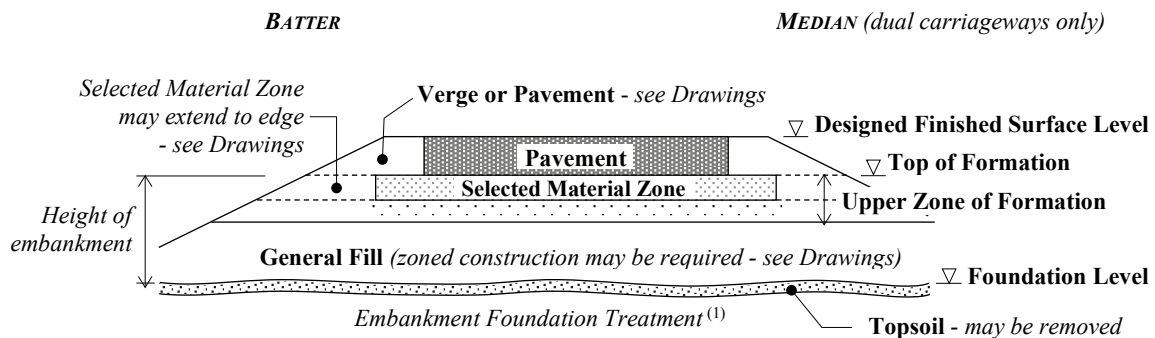 BATTER
MEDIAN (dual carriageways only)
Selected Material Zone
may extend to edge
- see Drawings
Verge or Pavement - see Drawings
Designed Finished Surface Level
Pavement
Top of Formation
Selected Material Zone
Upper Zone of Formation
Height of
embankment
General Fill (zoned construction may be required - see Drawings)
Foundation Level
Embankment Foundation Treatment (1)
Topsoil - may be removed